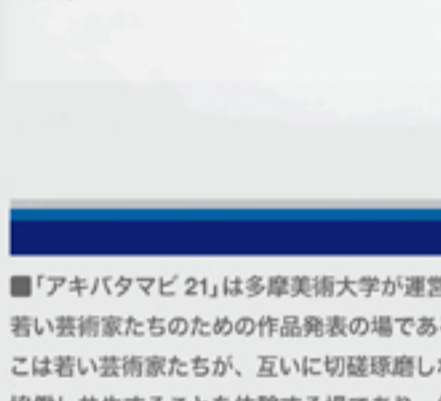 ■「アキバタマビ 21」は多摩美術大学が運営
若い芸術家たちのための作品発表の場であ
こは若い芸術家たちが、互いに切磋琢磨し